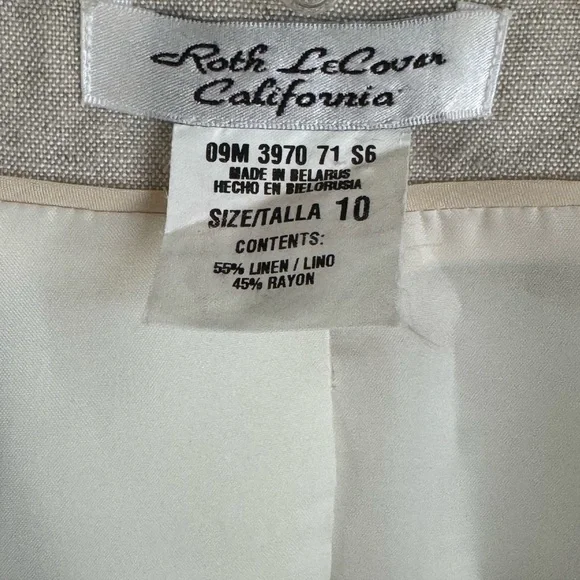 Roth LeCover
California
09M 3970 71 S6
MADE IN BELARUS
HECHO EN BIELORUSIA
SIZE/TALLA 10
CONTENTS:
55% LINEN / LINO
45% RAYON